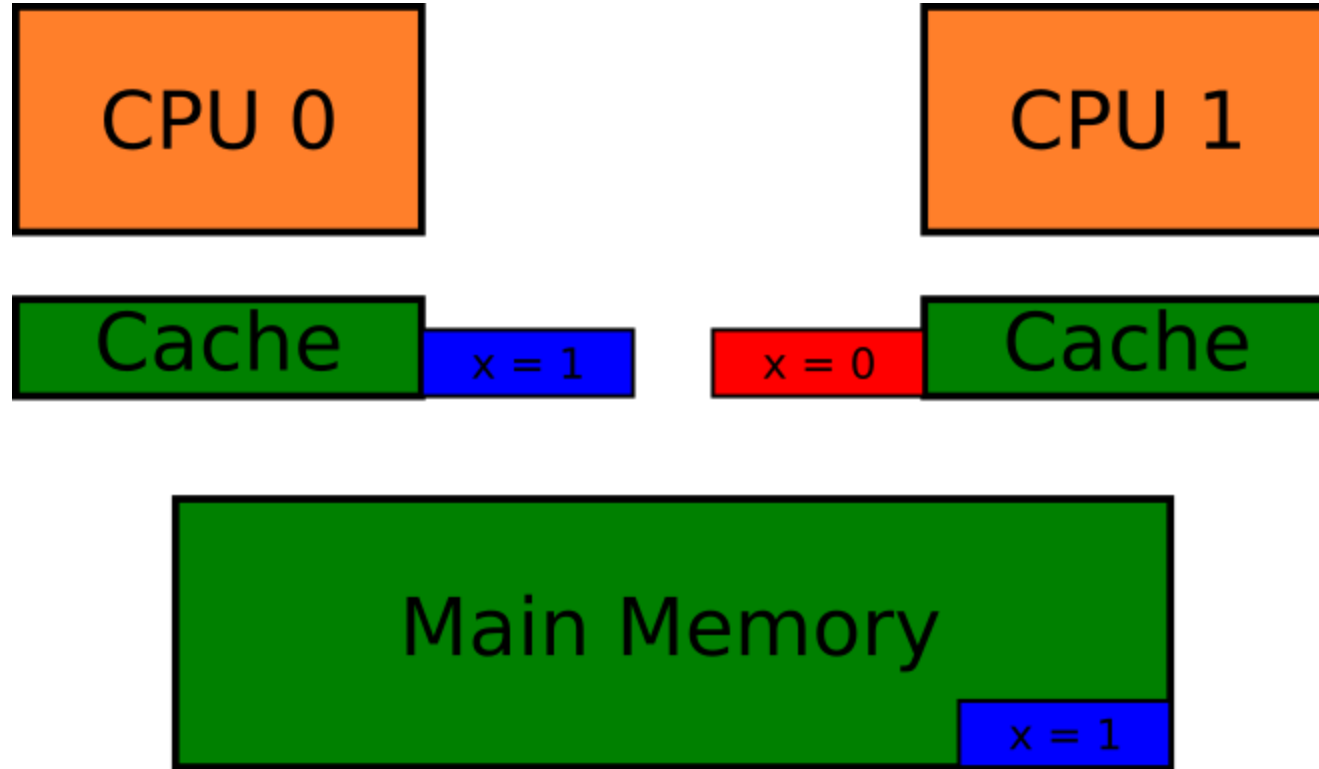 CPU 0
CPU 1
Cache
x = 1
x = 0
Cache
Main Memory
x = 1